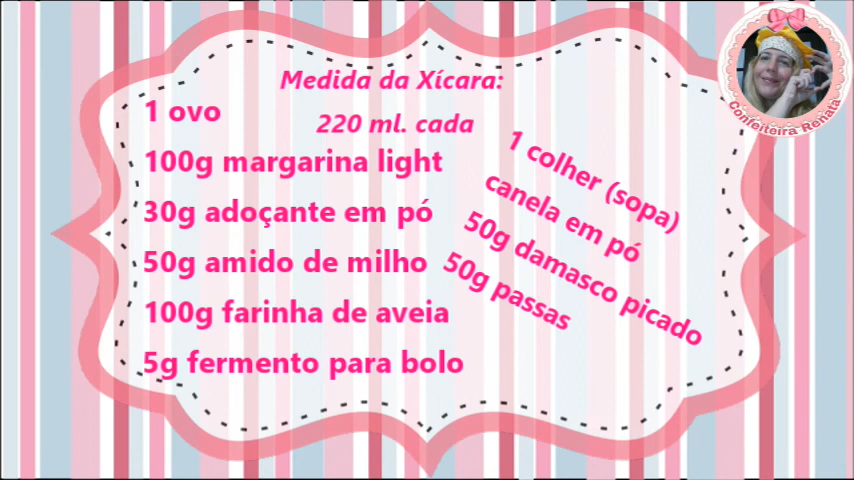 Medida da Xícara:
220 ml. cada
1 ovo
100g margarina light
30g adoçante em pó
50g amido de milho
100g farinha de aveia
5g fermento para bolo
1 colher (sopa)
canela em pó
50g damasco picado
50g passas
Confeiteira Renata